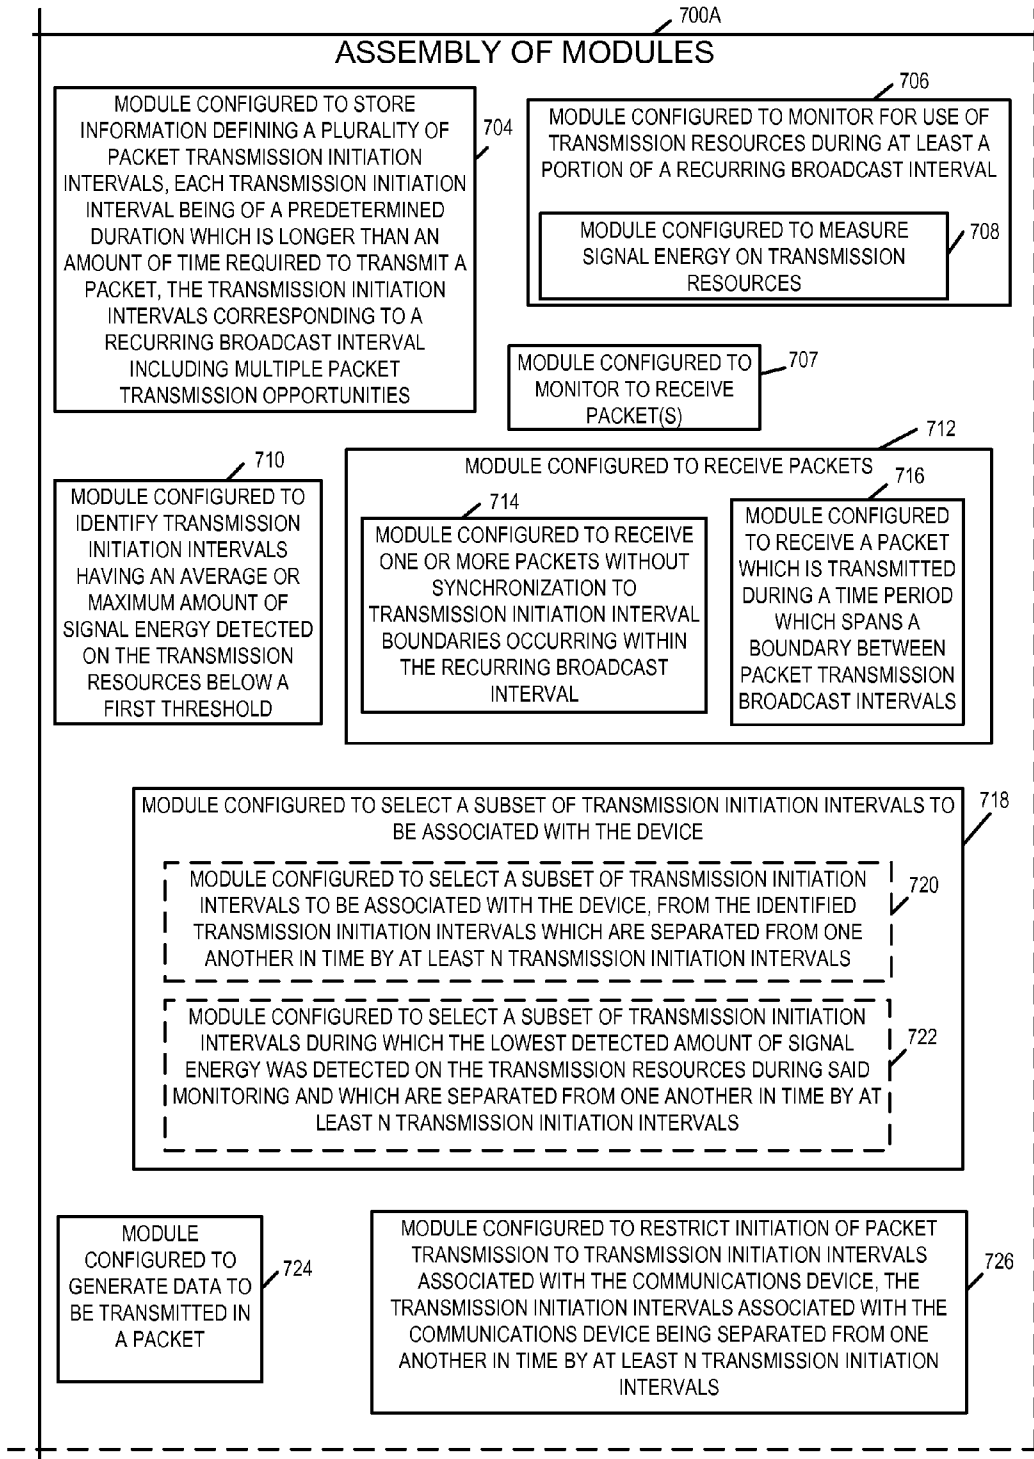 700A
ASSEMBLY OF MODULES
MODULE CONFIGURED TO STORE
INFORMATION DEFINING A PLURALITY OF
PACKET TRANSMISSION INITIATION
INTERVALS, EACH TRANSMISSION INITIATION
INTERVAL BEING OF A PREDETERMINED
DURATION WHICH IS LONGER THAN AN
AMOUNT OF TIME REQUIRED TO TRANSMIT A
PACKET, THE TRANSMISSION INITIATION
INTERVALS CORRESPONDING TO A
RECURRING BROADCAST INTERVAL
INCLUDING MULTIPLE PACKET
TRANSMISSION OPPORTUNITIES
704
706
MODULE CONFIGURED TO MONITOR FOR USE OF
TRANSMISSION RESOURCES DURING AT LEAST A
PORTION OF A RECURRING BROADCAST INTERVAL
MODULE CONFIGURED TO MEASURE
SIGNAL ENERGY ON TRANSMISSION
RESOURCES
708
MODULE CONFIGURED TO
MONITOR TO RECEIVE
PACKET(S)
707
710
MODULE CONFIGURED TO
IDENTIFY TRANSMISSION
INITIATION INTERVALS
HAVING AN AVERAGE OR
MAXIMUM AMOUNT OF
SIGNAL ENERGY DETECTED
ON THE TRANSMISSION
RESOURCES BELOW A
FIRST THRESHOLD
712
MODULE CONFIGURED TO RECEIVE PACKETS
714
MODULE CONFIGURED TO RECEIVE
ONE OR MORE PACKETS WITHOUT
SYNCHRONIZATION TO
TRANSMISSION INITIATION INTERVAL
BOUNDARIES OCCURRING WITHIN
THE RECURRING BROADCAST
INTERVAL
716
MODULE CONFIGURED
TO RECEIVE A PACKET
WHICH IS TRANSMITTED
DURING A TIME PERIOD
WHICH SPANS A
BOUNDARY BETWEEN
PACKET TRANSMISSION
BROADCAST INTERVALS
718
MODULE CONFIGURED TO SELECT A SUBSET OF TRANSMISSION INITIATION INTERVALS TO
BE ASSOCIATED WITH THE DEVICE
MODULE CONFIGURED TO SELECT A SUBSET OF TRANSMISSION INITIATION
INTERVALS TO BE ASSOCIATED WITH THE DEVICE, FROM THE IDENTIFIED
TRANSMISSION INITIATION INTERVALS WHICH ARE SEPARATED FROM ONE
ANOTHER IN TIME BY AT LEAST N TRANSMISSION INITIATION INTERVALS
720
MODULE CONFIGURED TO SELECT A SUBSET OF TRANSMISSION INITIATION
INTERVALS DURING WHICH THE LOWEST DETECTED AMOUNT OF SIGNAL
ENERGY WAS DETECTED ON THE TRANSMISSION RESOURCES DURING SAID
MONITORING AND WHICH ARE SEPARATED FROM ONE ANOTHER IN TIME BY AT
LEAST N TRANSMISSION INITIATION INTERVALS
722
MODULE
CONFIGURED TO
GENERATE DATA TO
BE TRANSMITTED IN
A PACKET
724
MODULE CONFIGURED TO RESTRICT INITIATION OF PACKET
TRANSMISSION TO TRANSMISSION INITIATION INTERVALS
ASSOCIATED WITH THE COMMUNICATIONS DEVICE, THE
TRANSMISSION INITIATION INTERVALS ASSOCIATED WITH THE
COMMUNICATIONS DEVICE BEING SEPARATED FROM ONE
ANOTHER IN TIME BY AT LEAST N TRANSMISSION INITIATION
INTERVALS
726